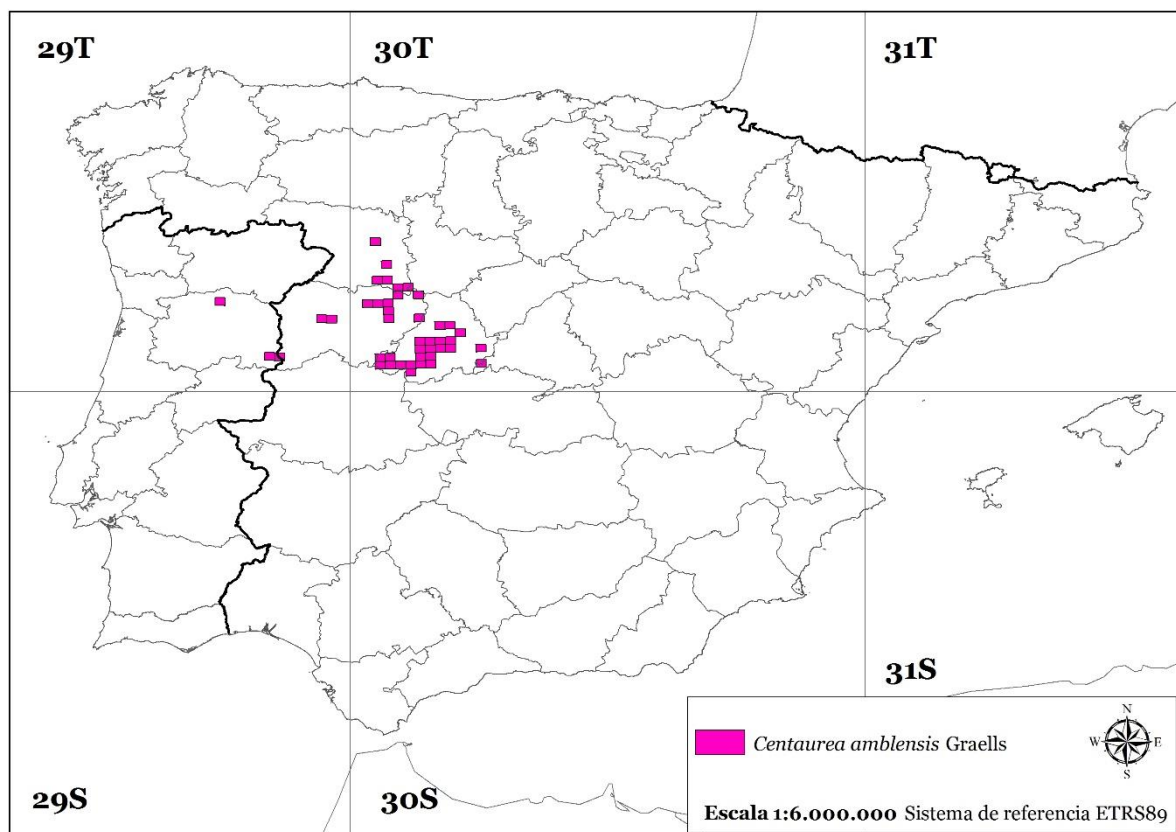 29T 30T 31T
31S
N
W E
S
Centaurea amblensis Graells
29S 30S
Escala 1:6.000.000 Sistema de referencia ETRS89